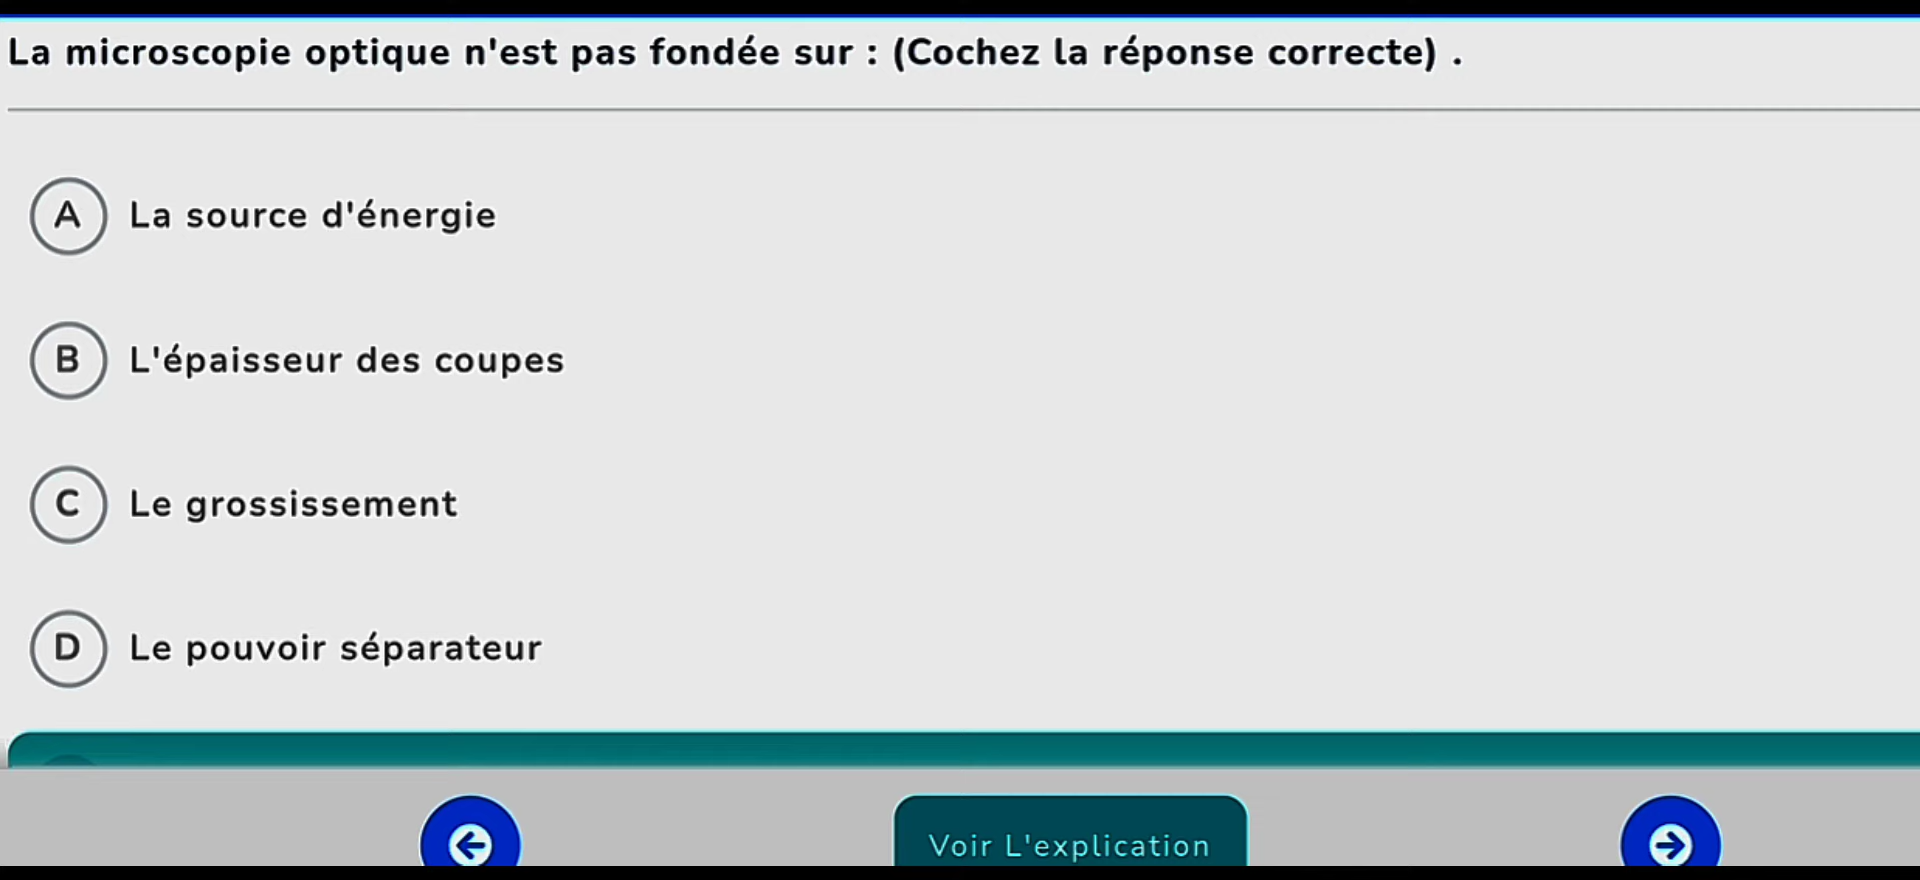 La microscopie optique n'est pas fondée sur : (Cochez la réponse correcte) .
A La source d'énergie
B L'épaisseur des coupes
C Le grossissement
D Le pouvoir séparateur
Voir L'explication